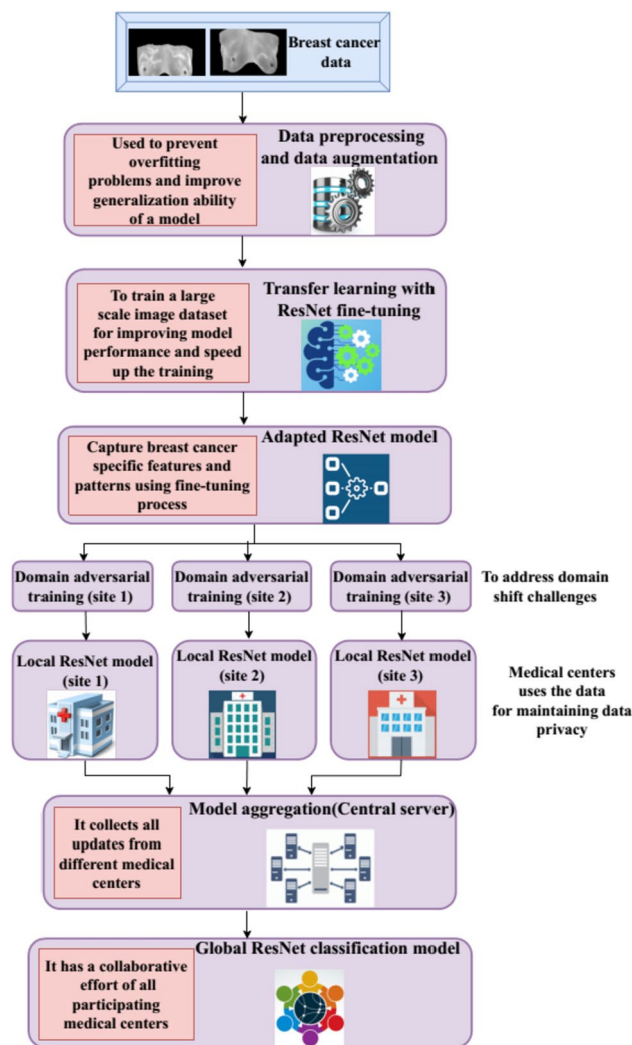 Breast cancer
data
Used to prevent
overfitting
problems and improve
generalization ability
of a model
Data preprocessing
and data augmentation
To train a large
scale image dataset
for improving model
performance and speed
up the training
Transfer learning with
ResNet fine-tuning
Adapted ResNet model
Capture breast cancer
specific features and
patterns using fine-tuning
process
Domain adversarial
training (site 1)
Domain adversarial
training (site 2)
Domain adversarial
training (site 3)
To address domain
shift challenges
Local ResNet model
(site 1)
Local ResNet model
(site 2)
Local ResNet model
(site 3)
Medical centers
uses the data
for maintaining data
privacy
Model aggregation(Central server)
It collects all
updates from
different medical
centers
Global ResNet classification model
It has a collaborative
effort of all
participating
medical centers